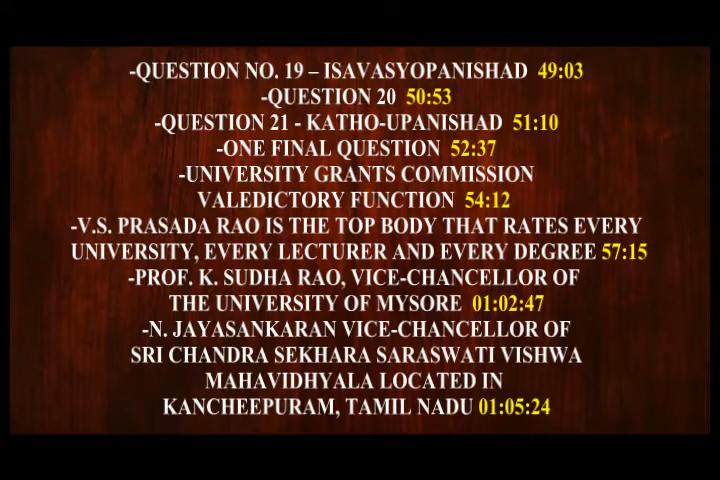 -QUESTION NO. 19 – ISAVASYOPANISHAD 49:03
-QUESTION 20 50:53
-QUESTION 21 - KATHO-UPANISHAD 51:10
-ONE FINAL QUESTION 52:37
-UNIVERSITY GRANTS COMMISSION
VALEDICTORY FUNCTION 54:12
-V.S. PRASADA RAO IS THE TOP BODY THAT RATES EVERY
UNIVERSITY, EVERY LECTURER AND EVERY DEGREE 57:15
-PROF. K. SUDHA RAO, VICE-CHANCELLOR OF
THE UNIVERSITY OF MYSORE 01:02:47
-N. JAYASANKARAN VICE-CHANCELLOR OF
SRI CHANDRA SEKHARA SARASWATI VISHWA
MAHAVIDHYALA LOCATED IN
KANCHEEPURAM, TAMIL NADU 01:05:24